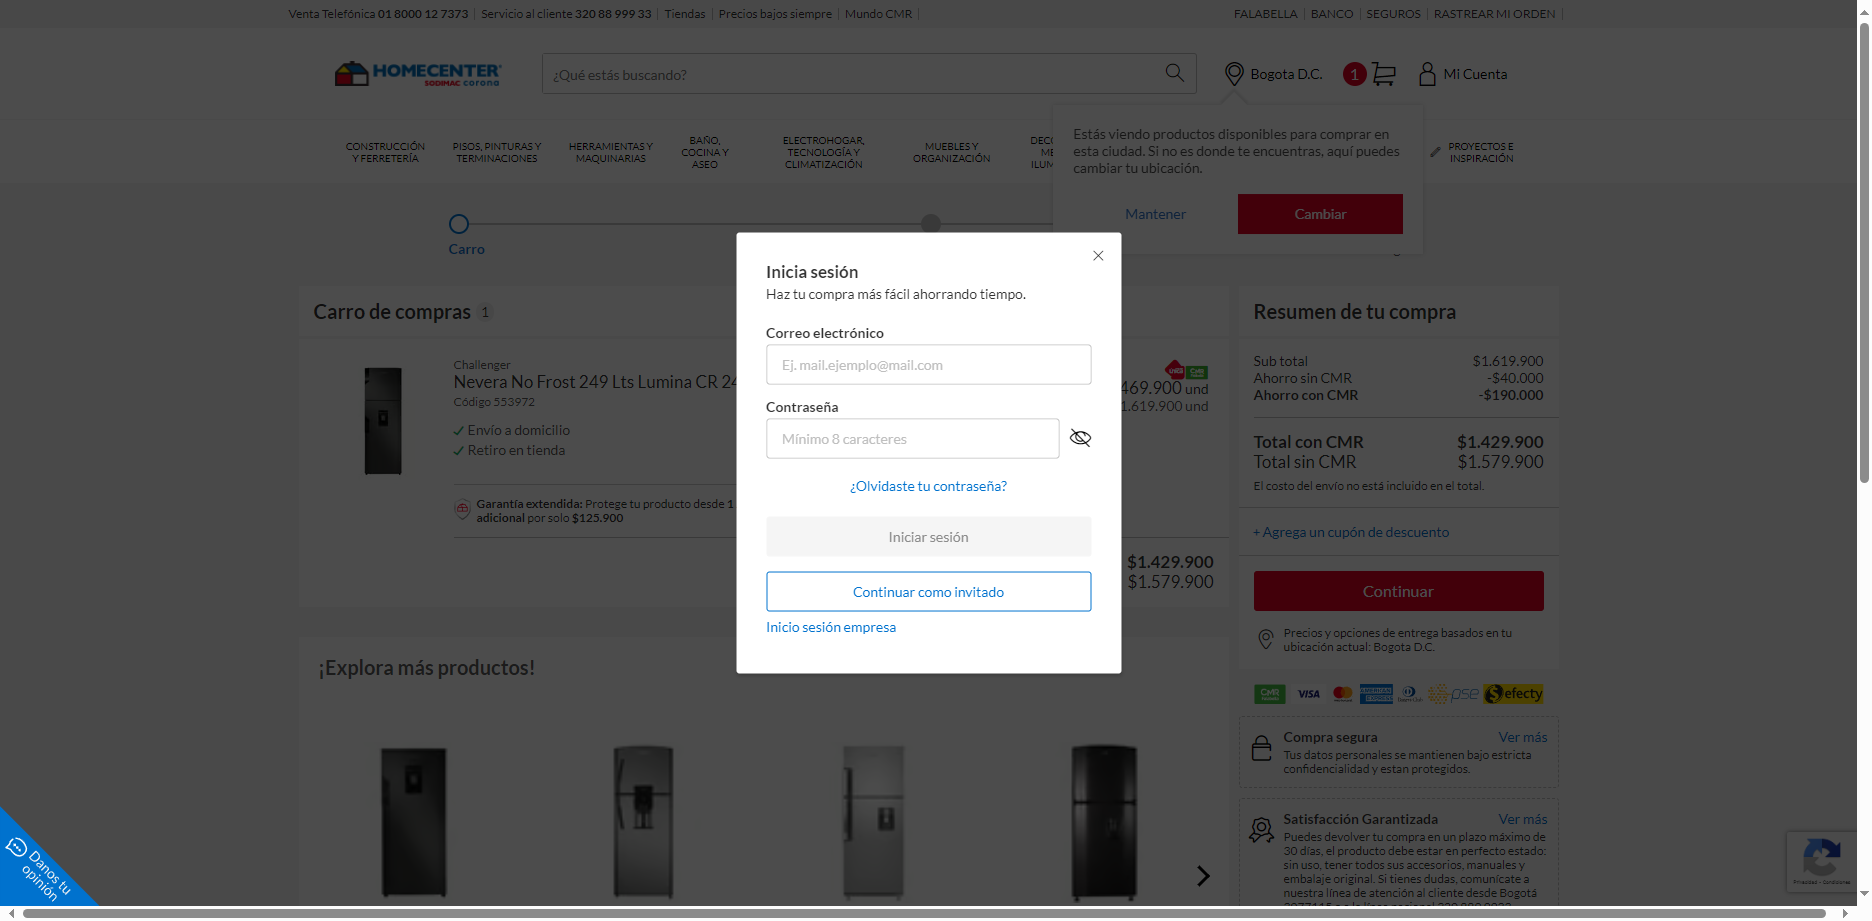 Venta Telefónica 01 8000 12 7373
Servicio al cliente 320 88 999 33
Tiendas
Precios bajos siempre
Mundo CMR
FALABELLA
BANCO
SEGUROS
RASTREAR MI ORDEN
HOMECENTER
SODIMAC corona
¿Qué estás buscando?
Bogota D.C.
1
Mi Cuenta
CONSTRUCCIÓN
Y FERRETERÍA
PISOS, PINTURAS Y
TERMINACIONES
HERRAMIENTAS Y
MAQUINARIAS
BAÑO,
COCINA Y
ASEO
ELECTROHOGAR,
TECNOLOGÍA Y
CLIMATIZACIÓN
MUEBLES Y
ORGANIZACIÓN
DECO
ME
ILUM
PROYECTOS E
INSPIRACIÓN
Estás viendo productos disponibles para comprar en
esta ciudad. Si no es donde te encuentras, aquí puedes
cambiar tu ubicación.
Mantener
Cambiar
Carro
Inicia sesión
Haz tu compra más fácil ahorrando tiempo.
Correo electrónico
Ej. mail.ejemplo@mail.com
Contraseña
Mínimo 8 caracteres
¿Olvidaste tu contraseña?
Iniciar sesión
Continuar como invitado
Inicio sesión empresa
Carro de compras 1
Challenger
Nevera No Frost 249 Lts Lumina CR 24
Código 553972
Envío a domicilio
Retiro en tienda
Garantía extendida: Protege tu producto desde 1
adicional por solo $125.900
469.900 und
1.619.900 und
$1.429.900
$1.579.900
Resumen de tu compra
Sub total $1.619.900
Ahorro sin CMR -$40.000
Ahorro con CMR -$190.000
Total con CMR $1.429.900
Total sin CMR $1.579.900
El costo del envío no está incluido en el total.
+ Agrega un cupón de descuento
Continuar
Precios y opciones de entrega basados en tu
ubicación actual: Bogota D.C.
CMR
VISA
pse
efecty
Compra segura Ver más
Tus datos personales se mantienen bajo estricta
confidencialidad y estan protegidos.
Satisfacción Garantizada Ver más
Puedes devolver tu compra en un plazo máximo de
30 días, el producto debe estar en perfecto estado:
sin uso, tener todos sus accesorios, manuales y
embalaje original. Si tienes dudas, comunícate a
nuestra línea de atención al cliente desde Bogotá
¡Explora más productos!
Danos tu
opinión
Privacidad - Condiciones